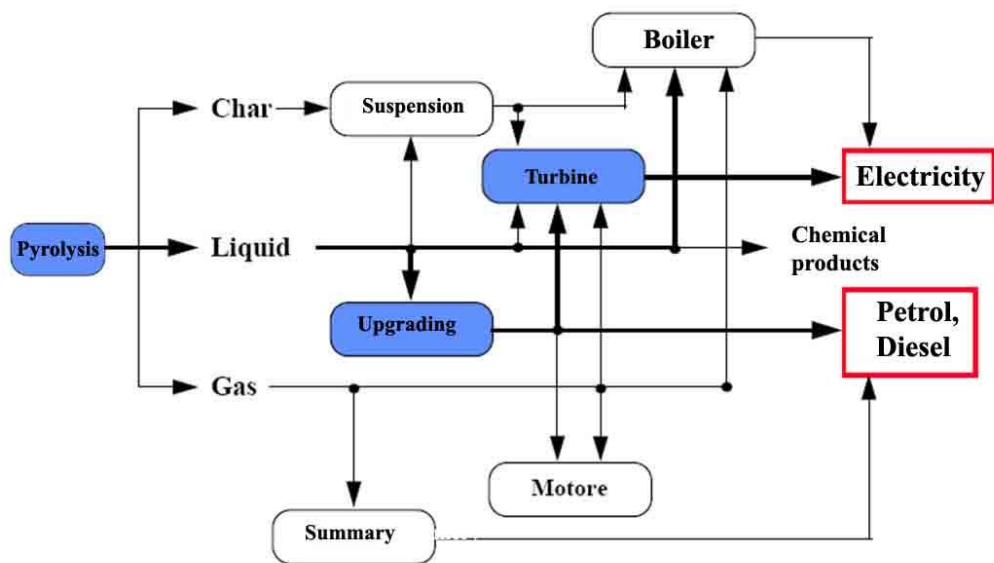 Boiler
Char
Suspension
Turbine
Electricity
Pyrolysis
Liquid
Chemical
products
Upgrading
Petrol,
Diesel
Gas
Motore
Summary